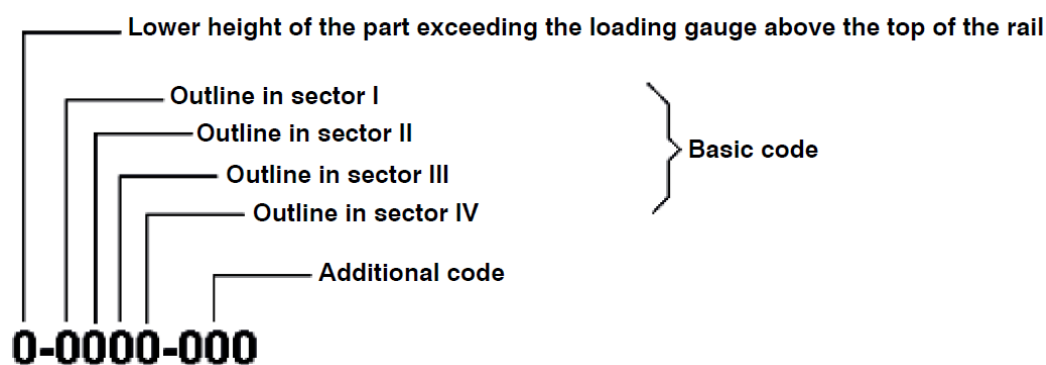 Lower height of the part exceeding the loading gauge above the top of the rail
Outline in sector I
Outline in sector II
Basic code
Outline in sector III
Outline in sector IV
Additional code
0-0000-000